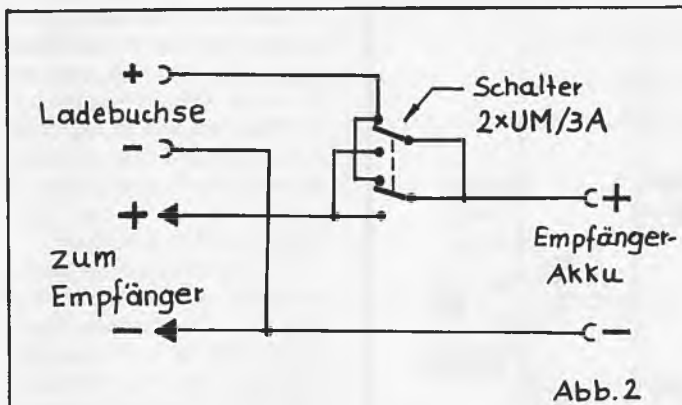 +
Schalter
Ladebuchse
2×UM/3A
−
+
+
zum
Empfänger-
Empfänger
Akku
−
−
Abb.2